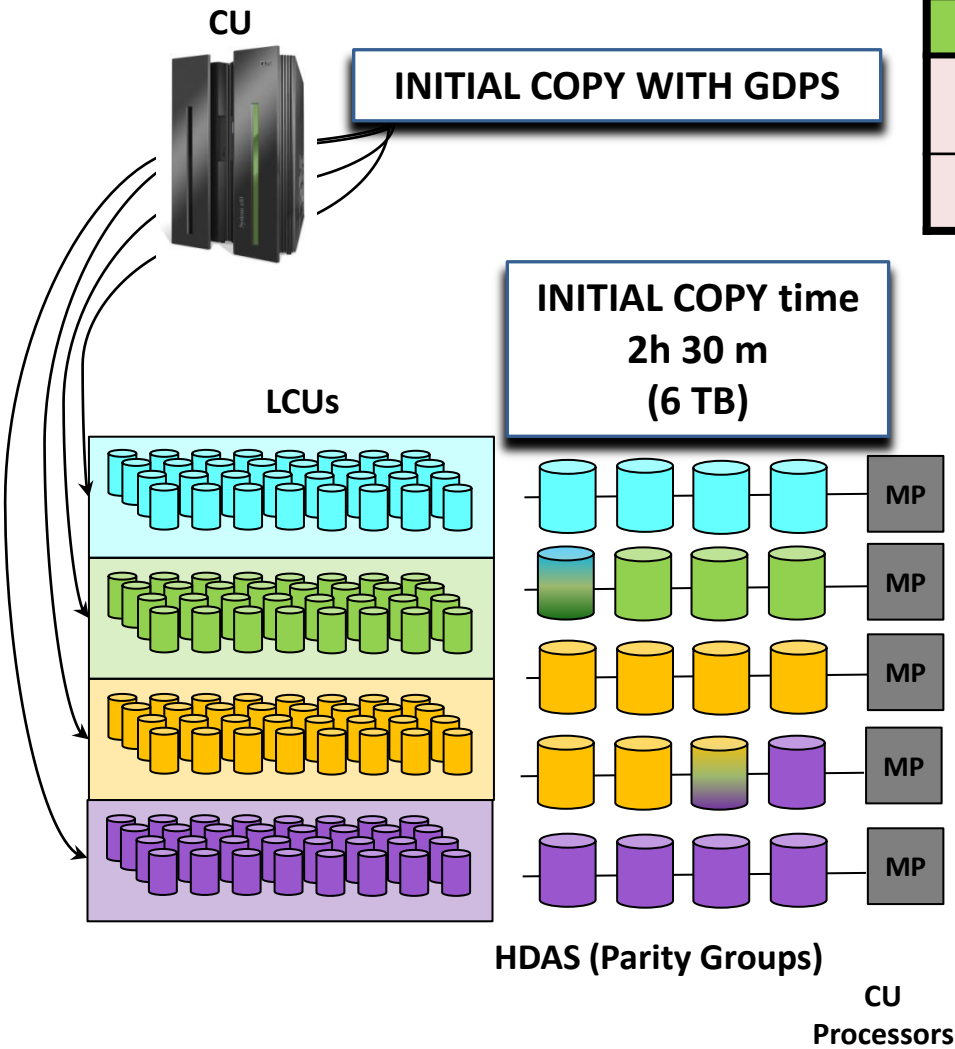 CU
INITIAL COPY WITH GDPS
INITIAL COPY time
2h 30 m
(6 TB)
LCUs
MP
MP
MP
MP
MP
HDAS (Parity Groups)
CU
Processors